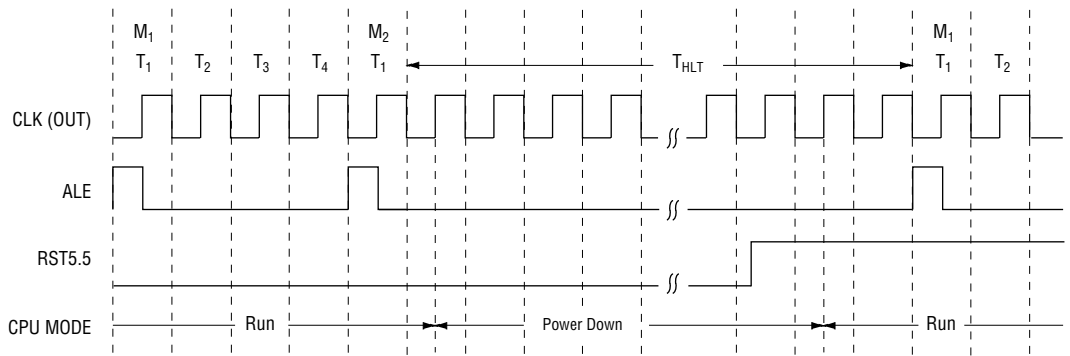 M₁ M₂ M₁
T₁ T₂ T₃ T₄ T₁ T_HLT T₁ T₂
CLK (OUT)
ALE
RST5.5
CPU MODE Run Power Down Run